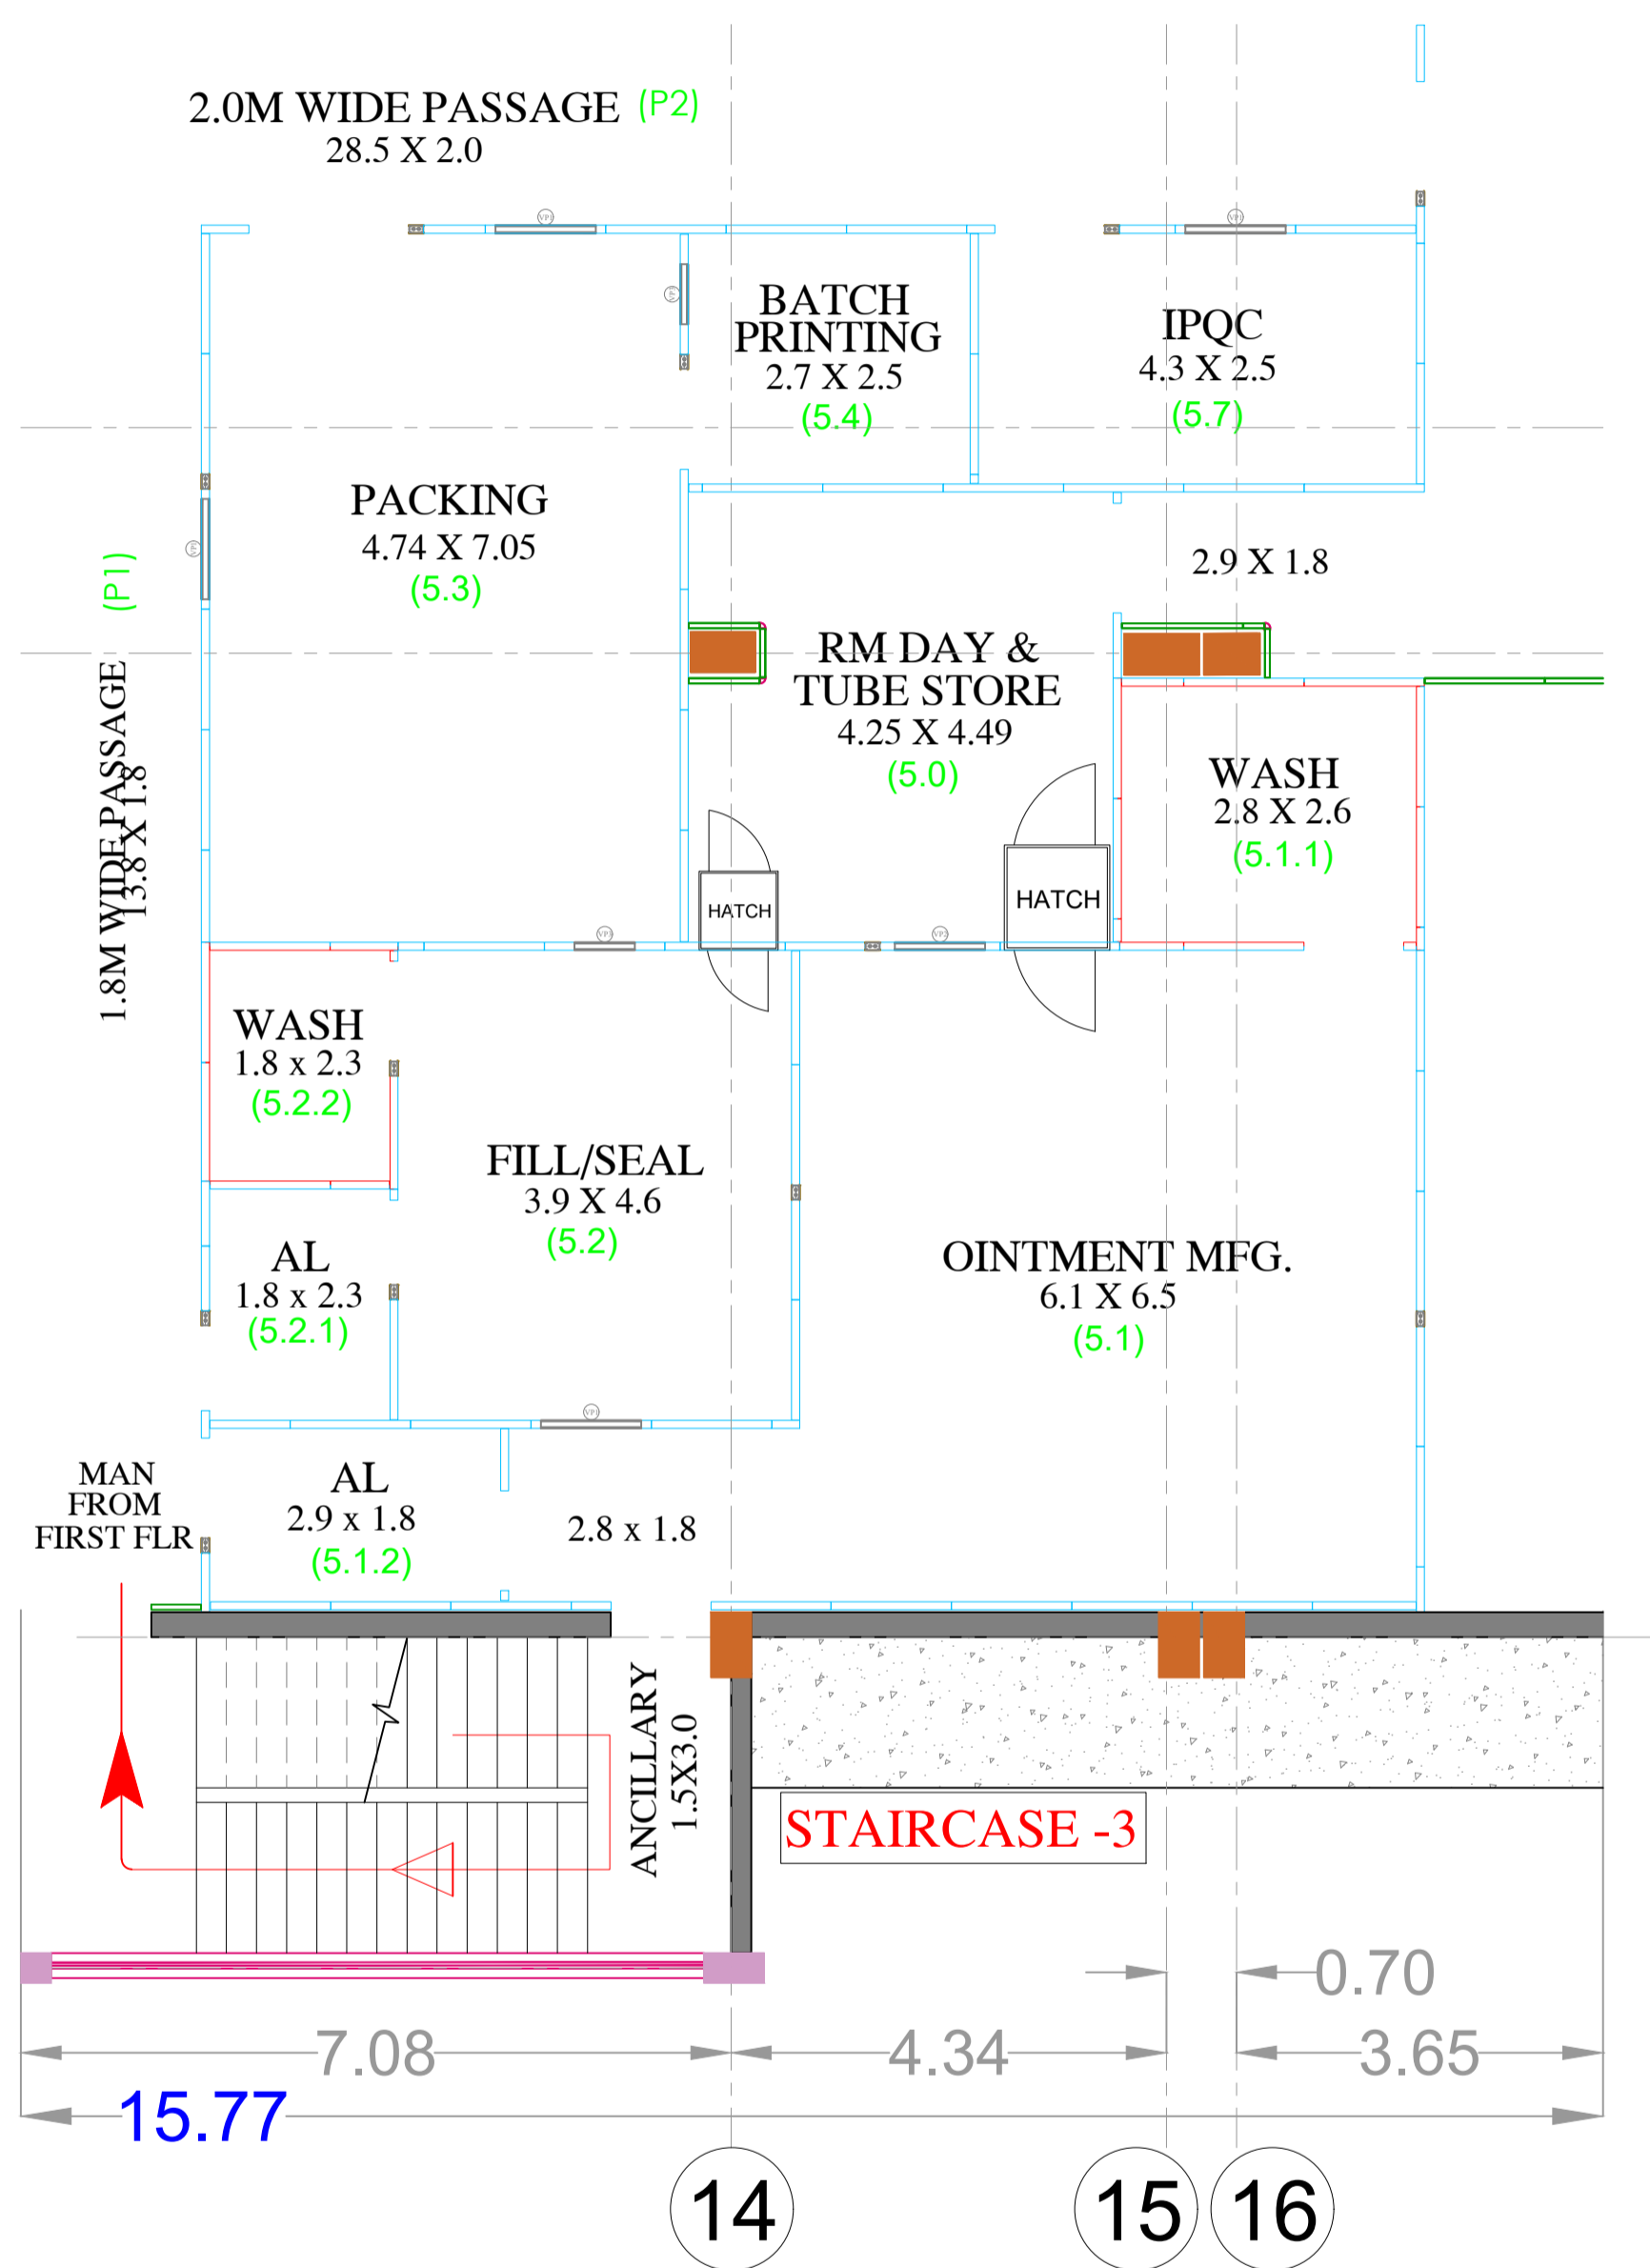 2.0M WIDE PASSAGE (P2)
28.5 X 2.0
VP1
VP1
VP3
BATCH
PRINTING
2.7 X 2.5
(5.4)
IPQC
4.3 X 2.5
(5.7)
PACKING
4.74 X 7.05
(5.3)
(P1)
1.8M WIDE PASSAGE
13.8 X 1.8
2.9 X 1.8
RM DAY &
TUBE STORE
4.25 X 4.49
(5.0)
WASH
2.8 X 2.6
(5.1.1)
HATCH
HATCH
VP3
VP2
WASH
1.8 x 2.3
(5.2.2)
FILL/SEAL
3.9 X 4.6
(5.2)
AL
1.8 x 2.3
(5.2.1)
OINTMENT MFG.
6.1 X 6.5
(5.1)
VP1
MAN
FROM
FIRST FLR
AL
2.9 x 1.8
(5.1.2)
2.8 x 1.8
ANCILLARY
1.5X3.0
STAIRCASE -3
0.70
7.08
4.34
3.65
15.77
14
15
16